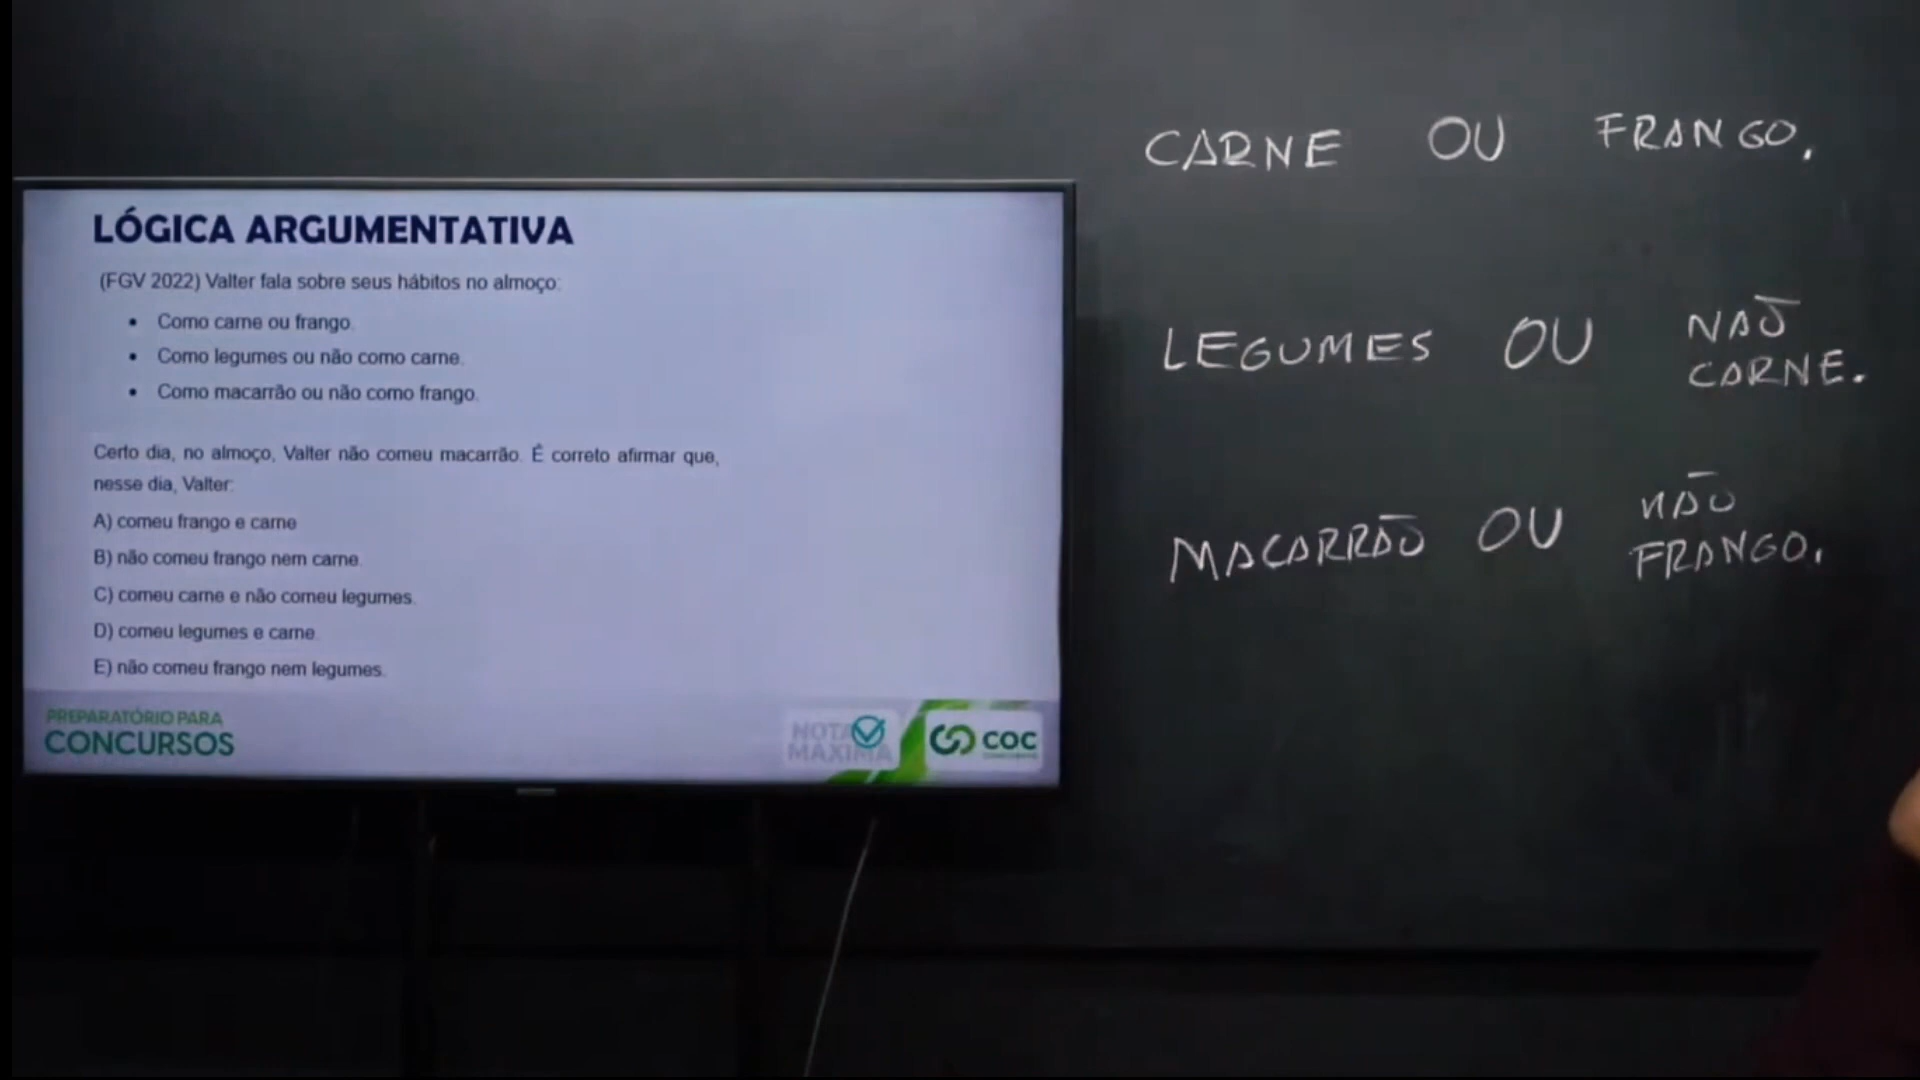 LÓGICA ARGUMENTATIVA
(FGV 2022) Valter fala sobre seus hábitos no almoço:
• Como carne ou frango.
• Como legumes ou não como carne.
• Como macarrão ou não como frango.
Certo dia, no almoço, Valter não comeu macarrão. É correto afirmar que,
nesse dia, Valter:
A) comeu frango e carne
B) não comeu frango nem carne.
C) comeu carne e não comeu legumes.
D) comeu legumes e carne.
E) não comeu frango nem legumes.
PREPARATÓRIO PARA
CONCURSOS
NOTA
MÁXIMA
COC
CARNE OU FRANGO.
LEGUMES OU NÃO
CARNE.
MACARRÃO OU NÃO
FRANGO.